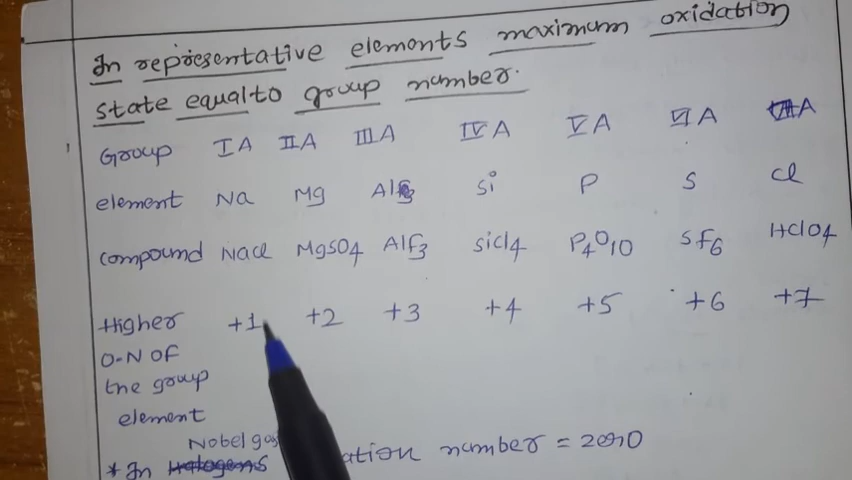 In representative elements maximum oxidation
state equal to group number.
Group IA IIA IIIA IVA VA VIA VIIA
element Na Mg Al Si P S Cl
compound NaCl MgSO4 AlF3 SiCl4 P4O10 SF6 HClO4
Higher +1 +2 +3 +4 +5 +6 +7
O-N OF
the group
element
Nobel gas
* In Halogens ation number = zero